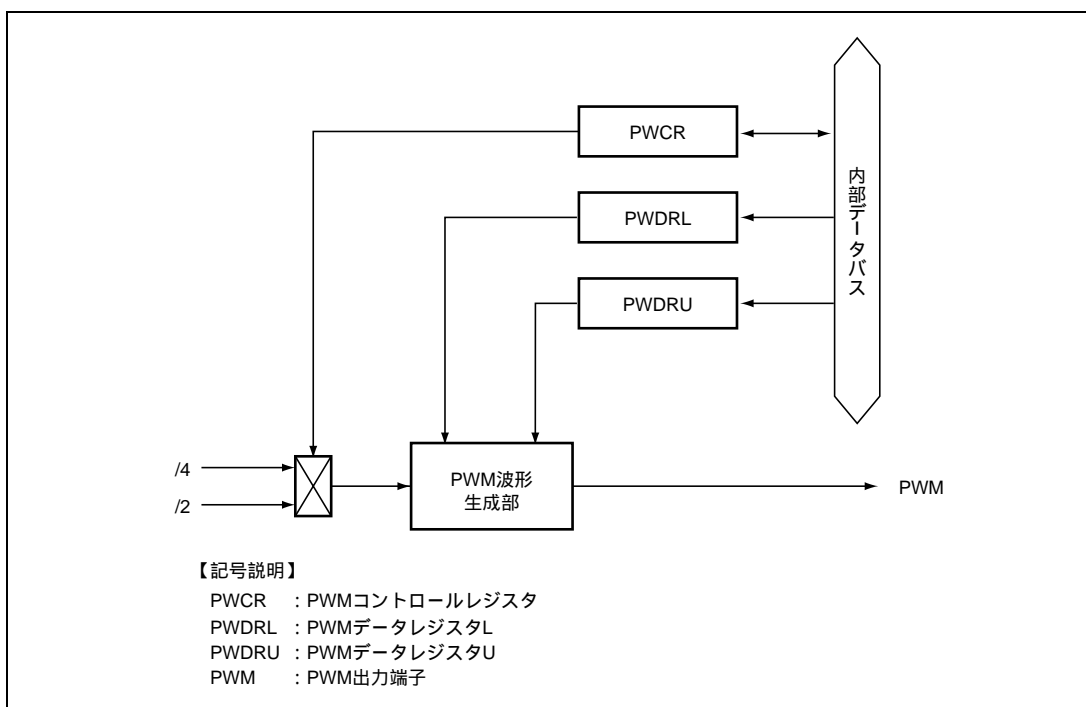 PWCR
PWDRL
PWDRU
内部データバス
/4
/2
PWM波形
生成部
PWM
【記号説明】
PWCR :PWMコントロールレジスタ
PWDRL :PWMデータレジスタL
PWDRU :PWMデータレジスタU
PWM :PWM出力端子